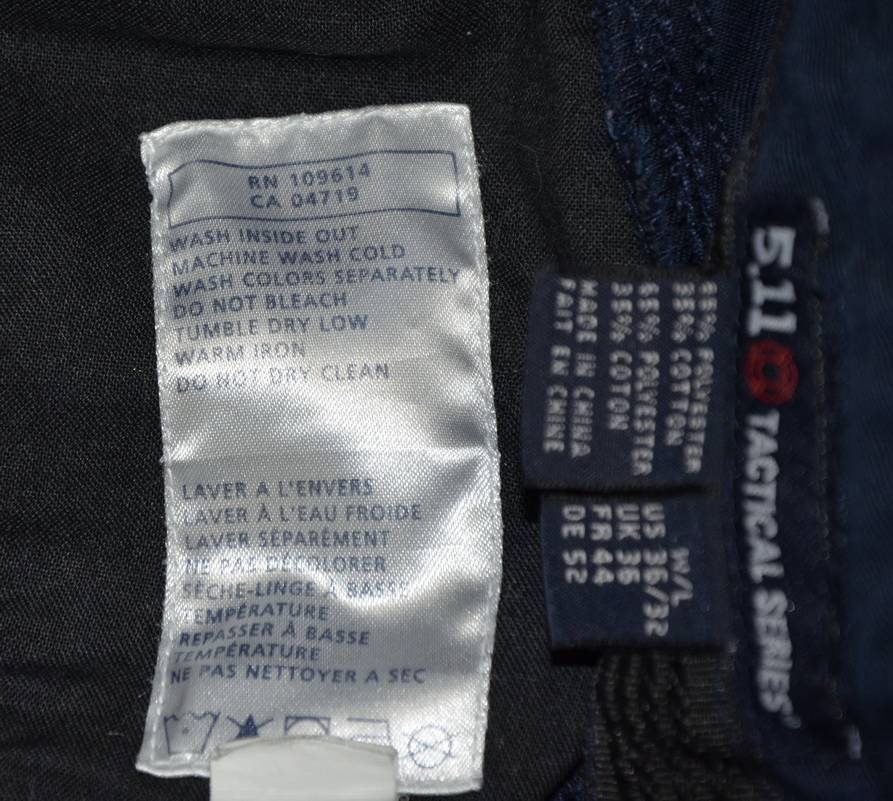 RN 109614
CA 04719
WASH INSIDE OUT
MACHINE WASH COLD
WASH COLORS SEPARATELY
DO NOT BLEACH
TUMBLE DRY LOW
WARM IRON
DO NOT DRY CLEAN
LAVER A L'ENVERS
LAVER À L'EAU FROIDE
LAVER SÉPARÉMENT
NE PAS DÉCOLORER
SÈCHE-LINGE À BASSE
TEMPÉRATURE
REPASSER À BASSE
TEMPÉRATURE
NE PAS NETTOYER A SEC
65% POLYESTER
35% COTTON
65% POLYESTER
35% COTON
MADE IN CHINA
FAIT EN CHINE
W/L
US 36/32
UK 36
FR 44
DE 52
5.11 TACTICAL SERIES